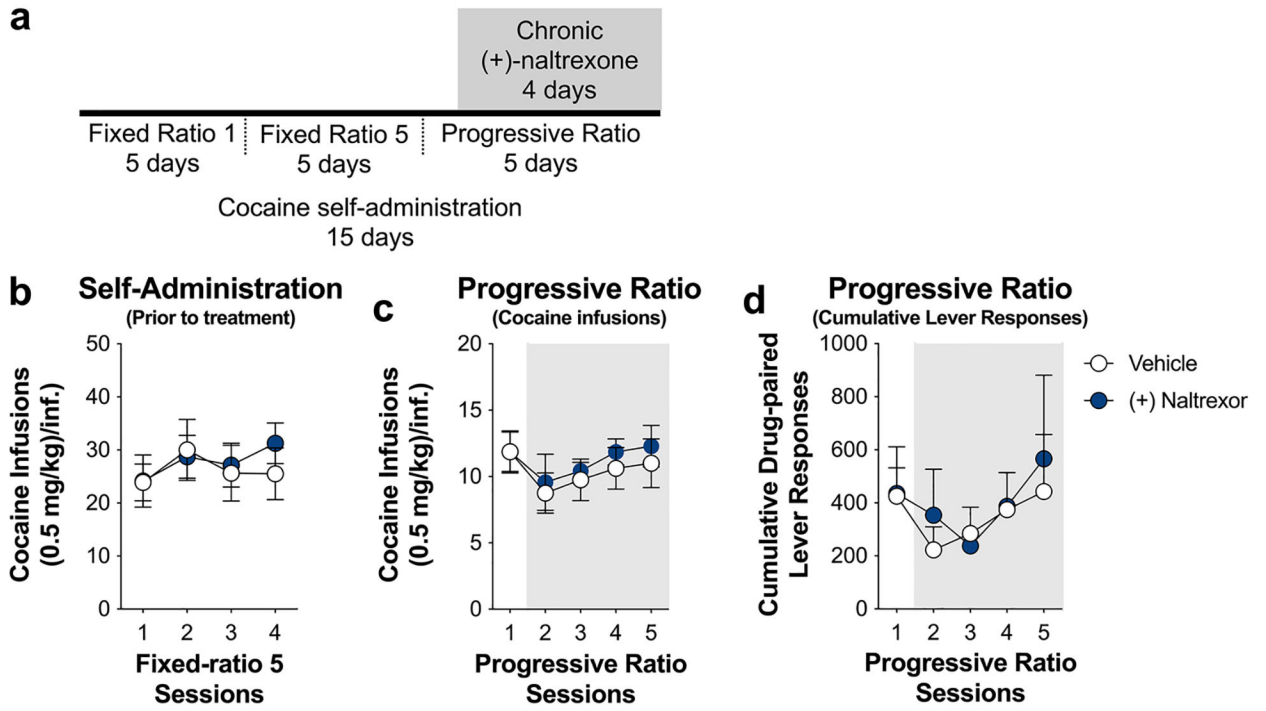 a
Chronic
(+)-naltrexone
4 days
Fixed Ratio 1
5 days
Fixed Ratio 5
5 days
Progressive Ratio
5 days
Cocaine self-administration
15 days
b
Self-Administration
(Prior to treatment)
Cocaine Infusions
(0.5 mg/kg)/inf.)
50
40
30
20
10
0
1 2 3 4
Fixed-ratio 5
Sessions
c
Progressive Ratio
(Cocaine infusions)
Cocaine Infusions
(0.5 mg/kg)/inf.)
20
15
10
5
0
1 2 3 4 5
Progressive Ratio
Sessions
d
Progressive Ratio
(Cumulative Lever Responses)
Cumulative Drug-paired
Lever Responses
1000
800
600
400
200
0
1 2 3 4 5
Progressive Ratio
Sessions
Vehicle
(+) Naltrexor